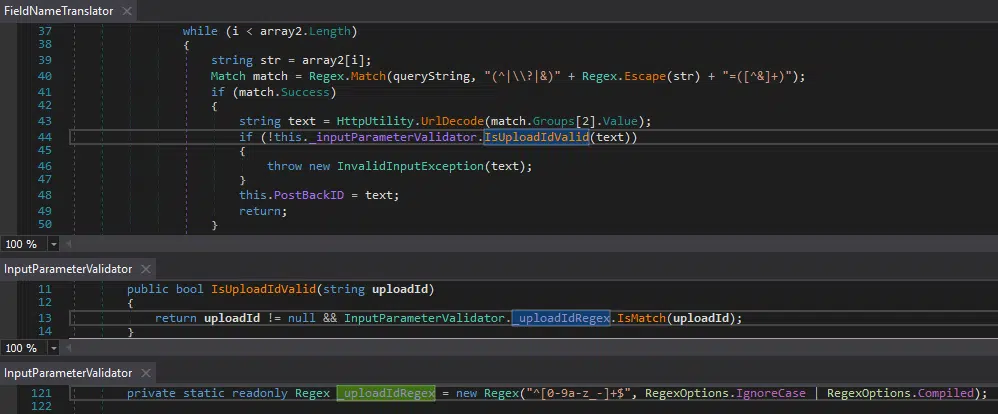 FieldNameTranslator ×
37 while (i < array2.Length)
38 {
39 string str = array2[i];
40 Match match = Regex.Match(queryString, "(^|\\?|&)" + Regex.Escape(str) + "=([^&]+)");
41 if (match.Success)
42 {
43 string text = HttpUtility.UrlDecode(match.Groups[2].Value);
44 if (!this._inputParameterValidator.IsUploadIdValid(text))
45 {
46 throw new InvalidInputException(text);
47 }
48 this.PostBackID = text;
49 return;
50 }
100 %
InputParameterValidator ×
11 public bool IsUploadIdValid(string uploadId)
12 {
13 return uploadId != null && InputParameterValidator._uploadIdRegex.IsMatch(uploadId);
14 }
100 %
InputParameterValidator ×
121 private static readonly Regex _uploadIdRegex = new Regex("^[0-9a-z_-]+$", RegexOptions.IgnoreCase | RegexOptions.Compiled);
122